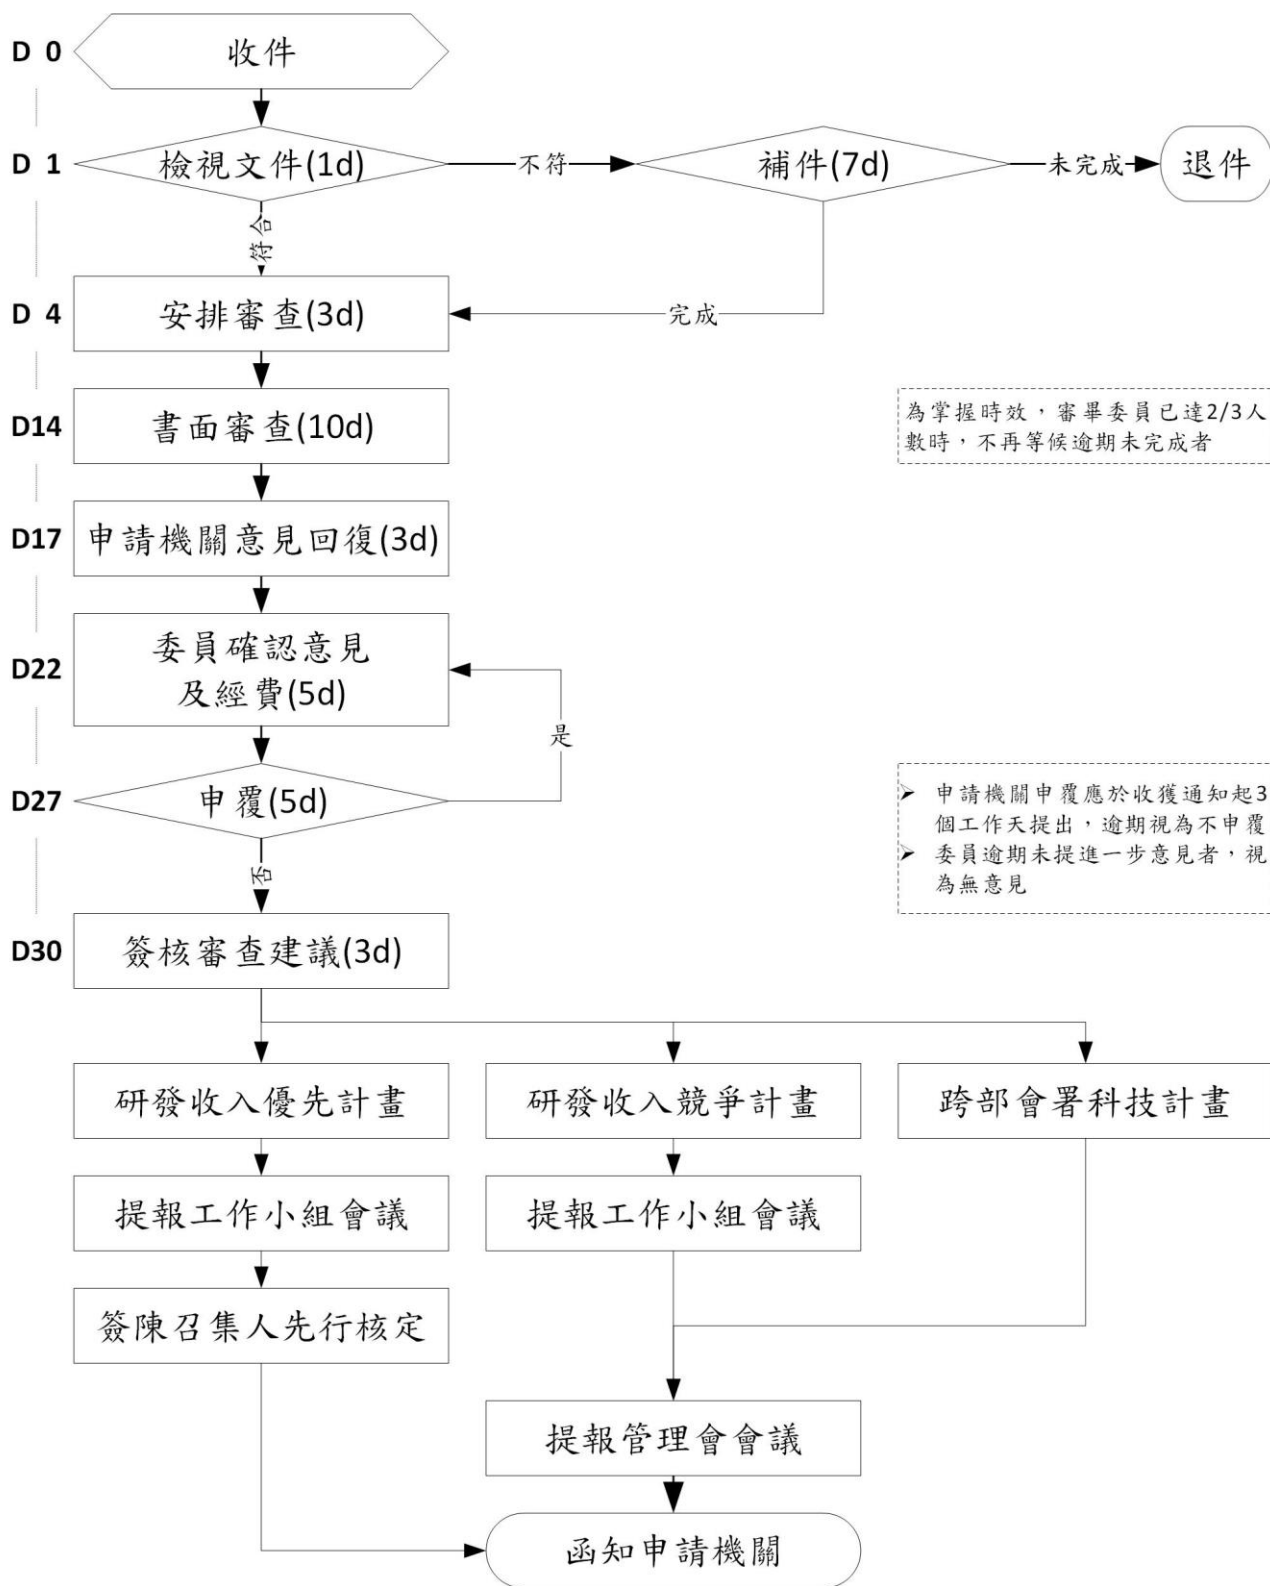 D 0
收件
D 1
檢視文件(1d)
不符
補件(7d)
未完成
退件
符合
D 4
安排審查(3d)
完成
D14
書面審查(10d)
為掌握時效，審畢委員已達2/3人
數時，不再等候逾期未完成者
D17
申請機關意見回復(3d)
D22
委員確認意見
及經費(5d)
是
D27
申覆(5d)
➢ 申請機關申覆應於收獲通知起3
個工作天提出，逾期視為不申覆
➢ 委員逾期未提進一步意見者，視
為無意見
否
D30
簽核審查建議(3d)
研發收入優先計畫
研發收入競爭計畫
跨部會署科技計畫
提報工作小組會議
提報工作小組會議
簽陳召集人先行核定
提報管理會會議
函知申請機關